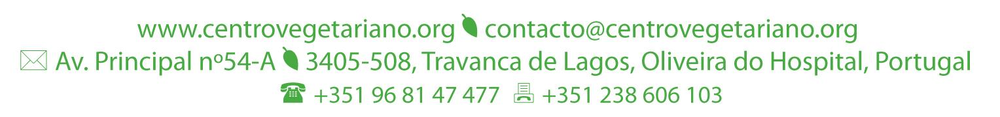 www.centrovegetariano.org contacto@centrovegetariano.org
Av. Principal nº54-A 3405-508, Travanca de Lagos, Oliveira do Hospital, Portugal
+351 96 81 47 477 +351 238 606 103